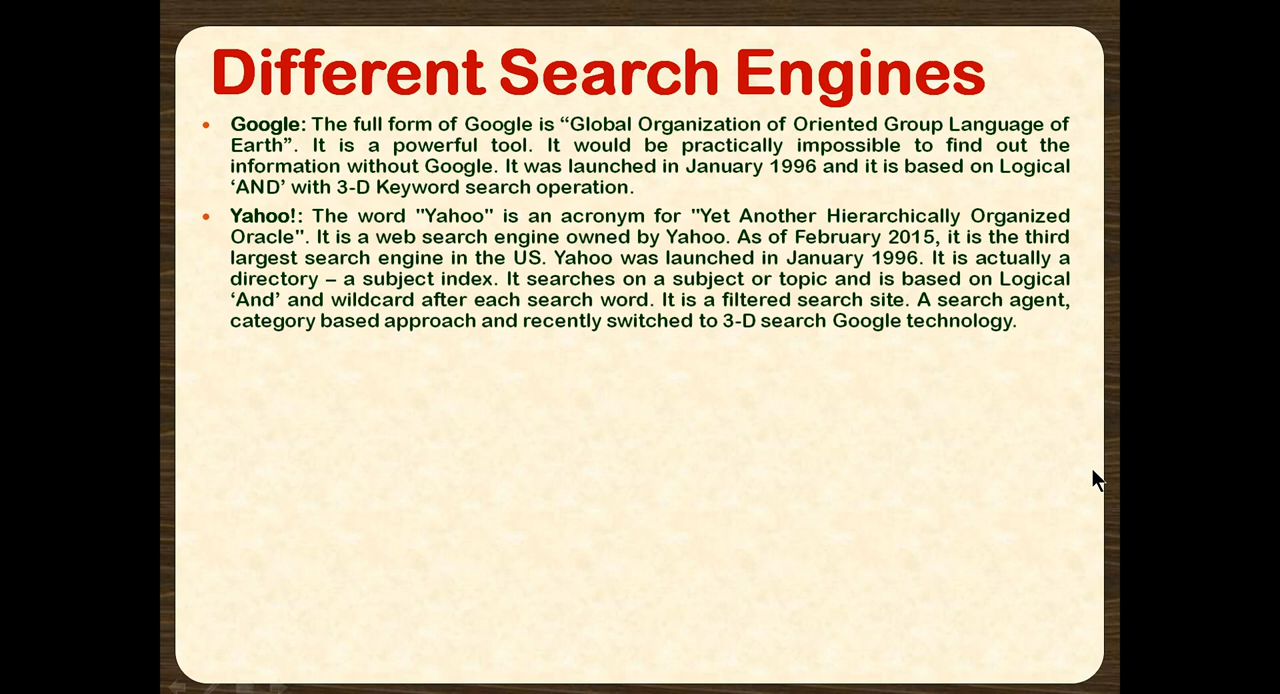 Different Search Engines
• Google: The full form of Google is “Global Organization of Oriented Group Language of
Earth”. It is a powerful tool. It would be practically impossible to find out the
information without Google. It was launched in January 1996 and it is based on Logical
‘AND’ with 3-D Keyword search operation.
• Yahoo!: The word "Yahoo" is an acronym for "Yet Another Hierarchically Organized
Oracle". It is a web search engine owned by Yahoo. As of February 2015, it is the third
largest search engine in the US. Yahoo was launched in January 1996. It is actually a
directory – a subject index. It searches on a subject or topic and is based on Logical
‘And’ and wildcard after each search word. It is a filtered search site. A search agent,
category based approach and recently switched to 3-D search Google technology.